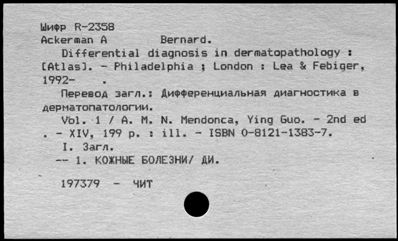 Шифр R-2358
Ackerman A Bernard.
Differential diagnosis in dermatopathology :
[Atlas]. - Philadelphia ; London : Lea & Febiger,
1992- .
Перевод загл.: Дифференциальная диагностика в
дерматопатологии.
Vol. 1 / A. M. N. Mendonca, Ying Guo. - 2nd ed
. - XIV, 199 p. : ill. - ISBN 0-8121-1383-7.
I. Загл.
-- 1. КОЖНЫЕ БОЛЕЗНИ/ ДИ.
197379 - ЧИТ